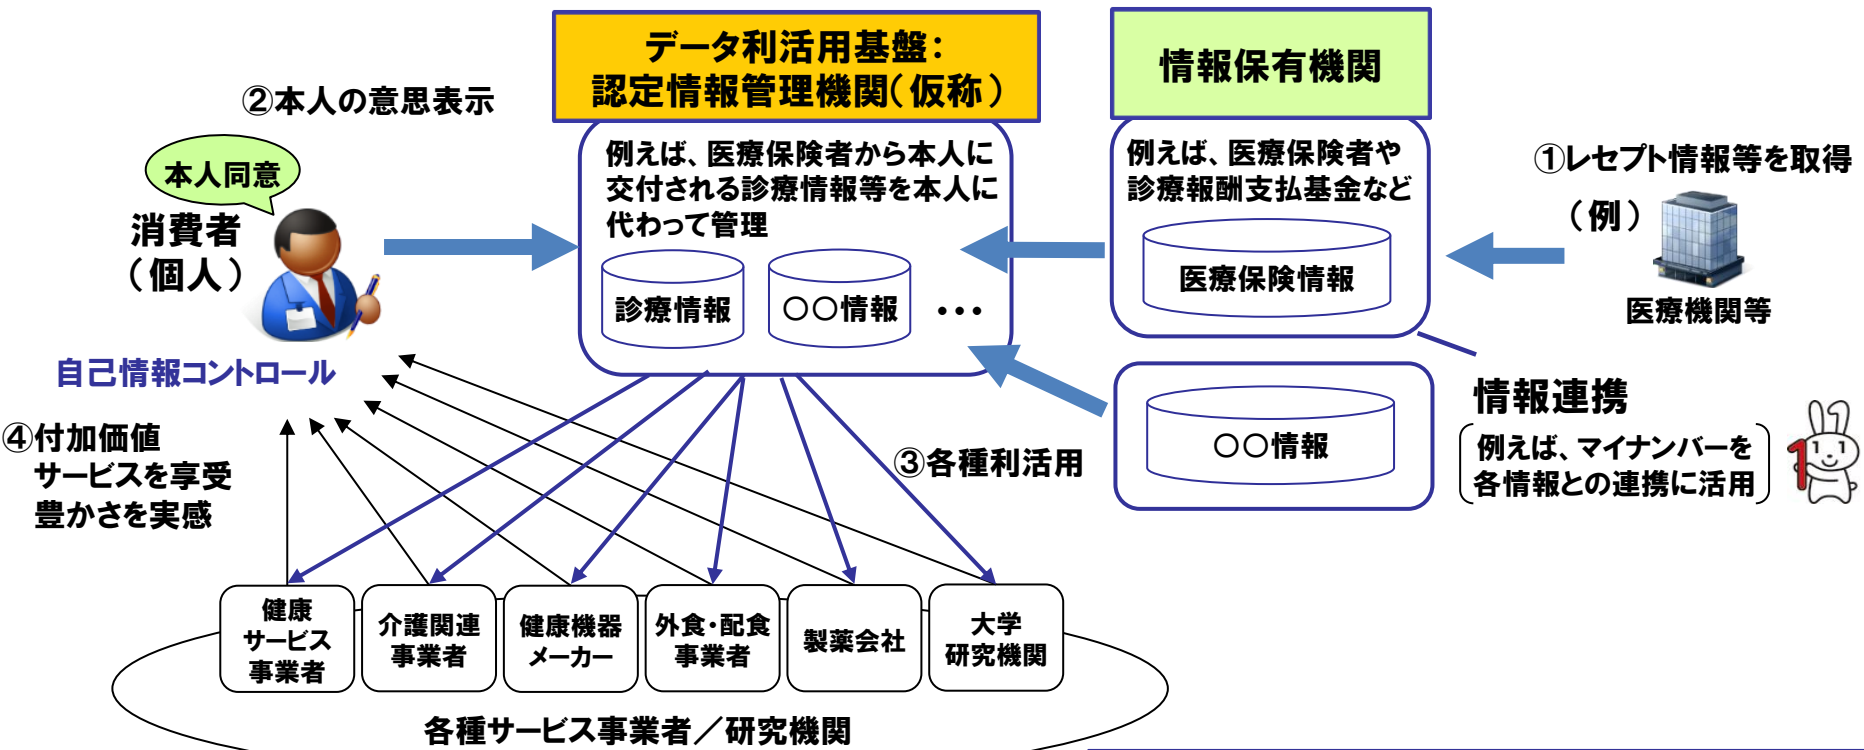 データ利活用基盤:
認定情報管理機関(仮称)
情報保有機関
②本人の意思表示
本人同意
消費者
(個人)
自己情報コントロール
例えば、医療保険者から本人に
交付される診療情報等を本人に
代わって管理
診療情報
〇〇情報
・・・
例えば、医療保険者や
診療報酬支払基金など
医療保険情報
〇〇情報
①レセプト情報等を取得
(例)
医療機関等
情報連携
例えば、マイナンバーを
各情報との連携に活用
1
④付加価値
サービスを享受
豊かさを実感
③各種利活用
健康
サービス
事業者
介護関連
事業者
健康機器
メーカー
外食・配食
事業者
製薬会社
大学
研究機関
各種サービス事業者/研究機関